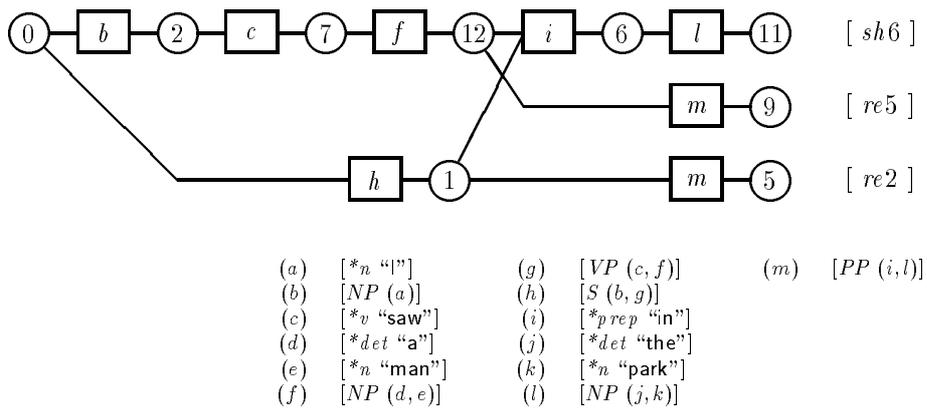 0 b 2 c 7 f 12 i 6 l 11 [ sh6 ]
m 9 [ re5 ]
h 1 m 5 [ re2 ]
(a) [*n “I”] (g) [VP (c, f)] (m) [PP (i, l)]
(b) [NP (a)] (h) [S (b, g)]
(c) [*v “saw”] (i) [*prep “in”]
(d) [*det “a”] (j) [*det “the”]
(e) [*n “man”] (k) [*n “park”]
(f) [NP (d, e)] (l) [NP (j, k)]